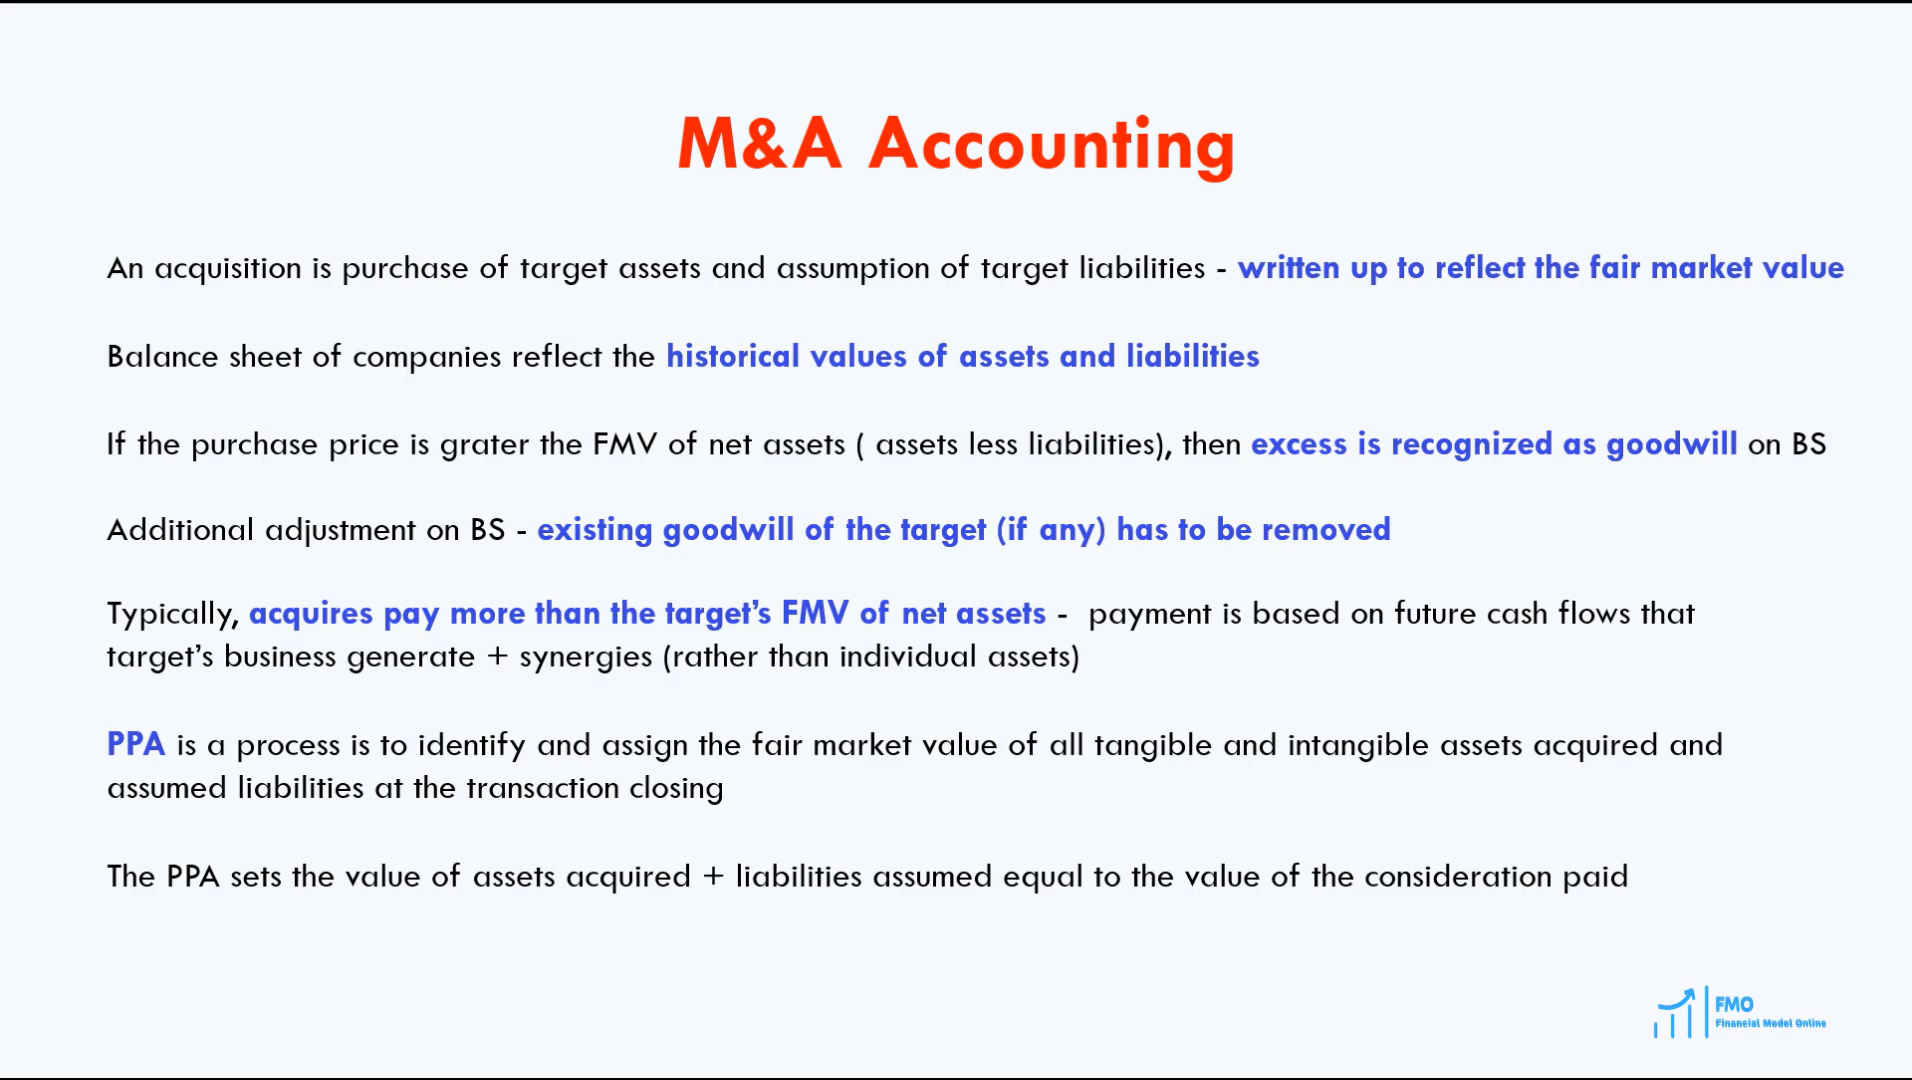 M&A Accounting
An acquisition is purchase of target assets and assumption of target liabilities - written up to reflect the fair market value
Balance sheet of companies reflect the historical values of assets and liabilities
If the purchase price is grater the FMV of net assets ( assets less liabilities), then excess is recognized as goodwill on BS
Additional adjustment on BS - existing goodwill of the target (if any) has to be removed
Typically, acquires pay more than the target’s FMV of net assets - payment is based on future cash flows that
target’s business generate + synergies (rather than individual assets)
PPA is a process is to identify and assign the fair market value of all tangible and intangible assets acquired and
assumed liabilities at the transaction closing
The PPA sets the value of assets acquired + liabilities assumed equal to the value of the consideration paid
FMO
Financial Model Online